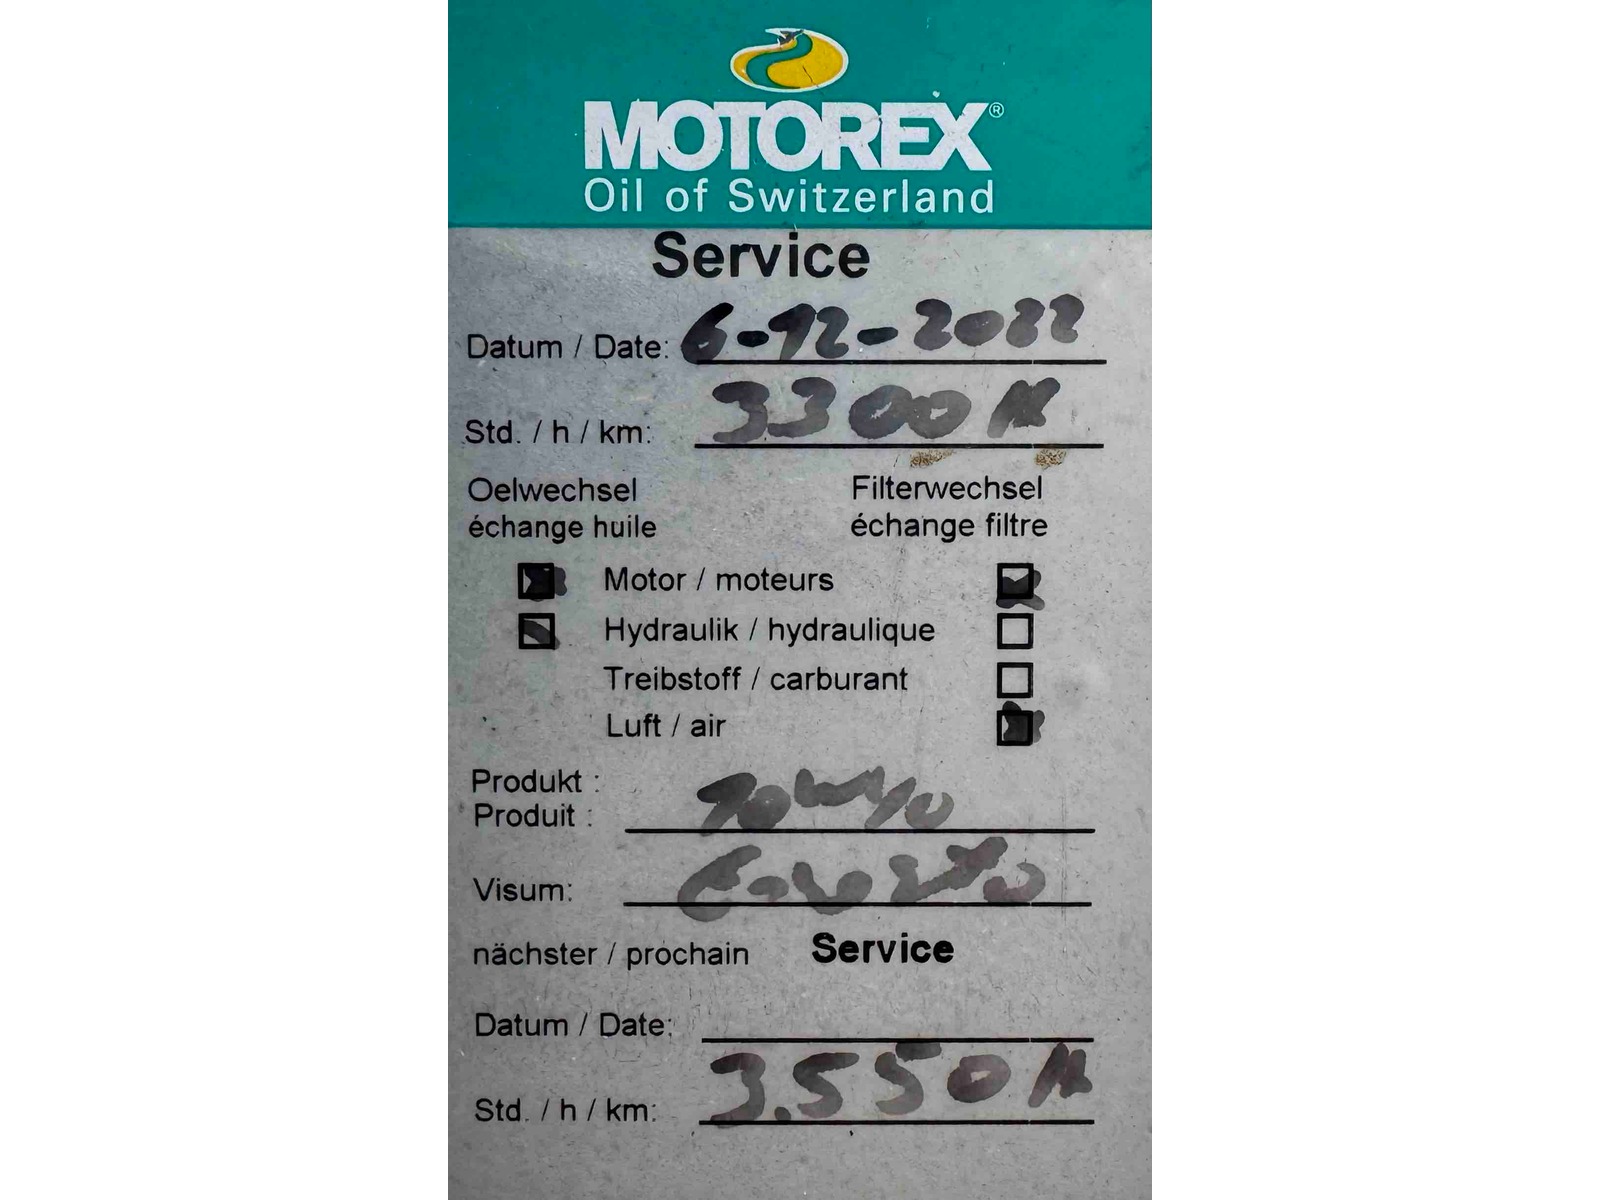 MOTOREX®
Oil of Switzerland
Service
Datum / Date: 6-12-2022
Std. / h / km: 3300 H
Oelwechsel Filterwechsel
échange huile échange filtre
Motor / moteurs
Hydraulik / hydraulique
Treibstoff / carburant
Luft / air
Produkt :
Produit : 10W40
Visum:
nächster / prochain Service
Datum / Date:
Std. / h / km: 3.550 H